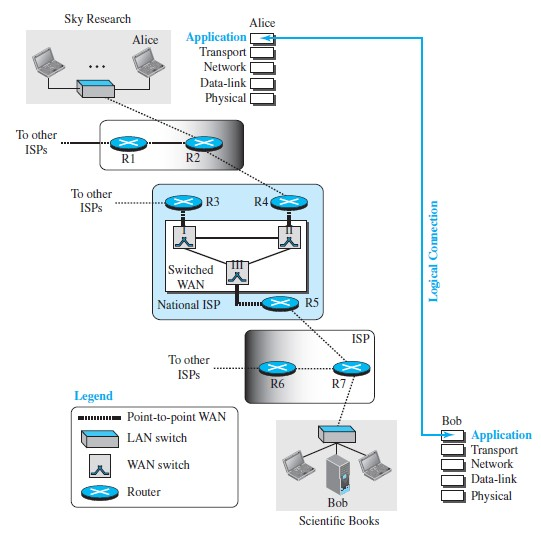 Sky Research
Alice
Alice
Application
Transport
Network
Data-link
Physical
To other
ISPs
R1
R2
To other
ISPs
R3
R4
I
II
III
Switched
WAN
National ISP
R5
Logical Connection
ISP
To other
ISPs
R6
R7
Legend
Point-to-point WAN
LAN switch
WAN switch
Router
Bob
Scientific Books
Bob
Application
Transport
Network
Data-link
Physical